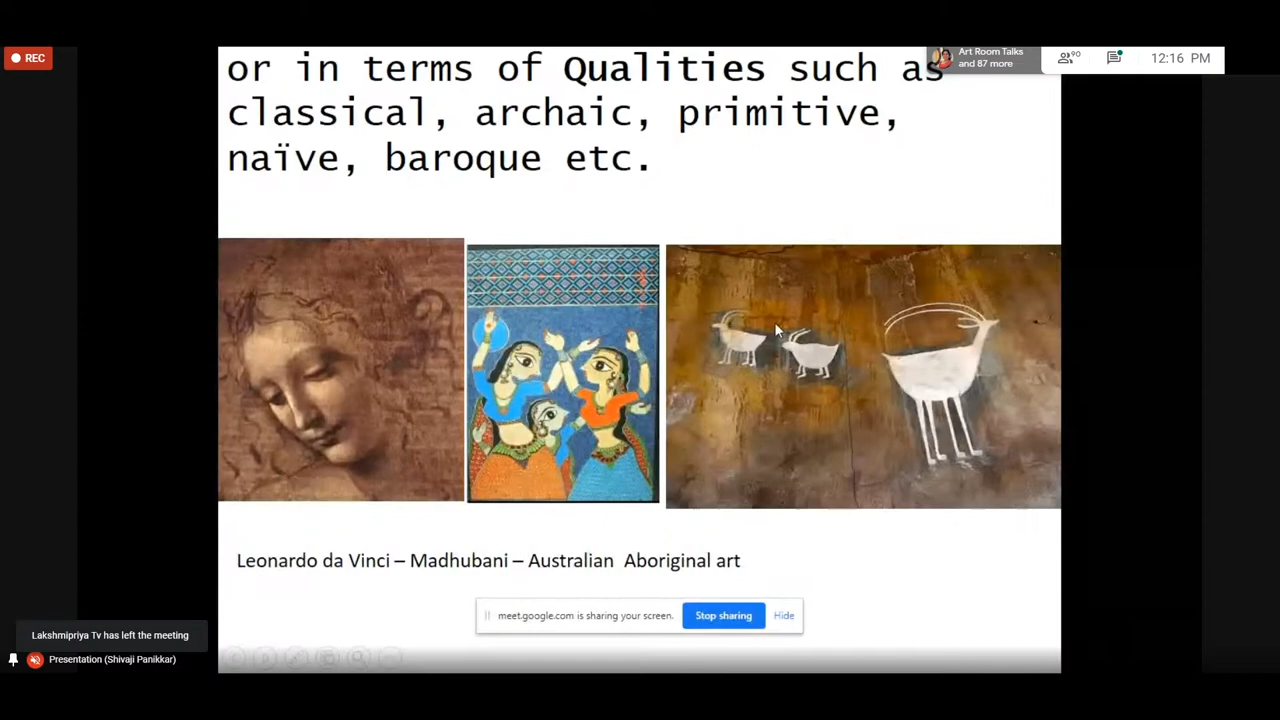 REC
Art Room Talks
and 87 more
90
12:16 PM
or in terms of Qualities such as
classical, archaic, primitive,
naïve, baroque etc.
Leonardo da Vinci – Madhubani – Australian Aboriginal art
meet.google.com is sharing your screen.
Stop sharing
Hide
Lakshmipriya Tv has left the meeting
Presentation (Shivaji Panikkar)